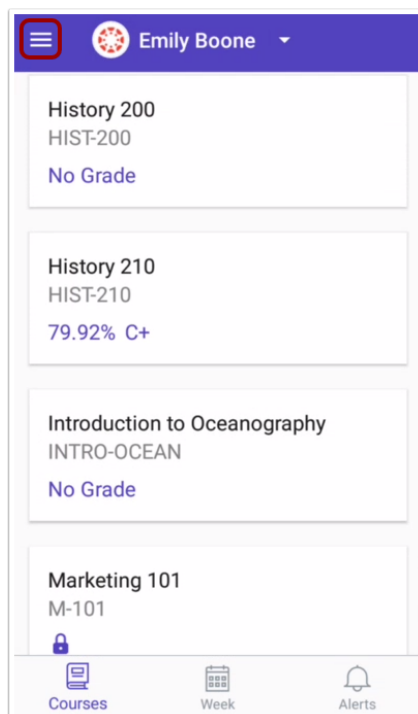 Emily Boone
History 200
HIST-200
No Grade
History 210
HIST-210
79.92% C+
Introduction to Oceanography
INTRO-OCEAN
No Grade
Marketing 101
M-101
Courses Week Alerts